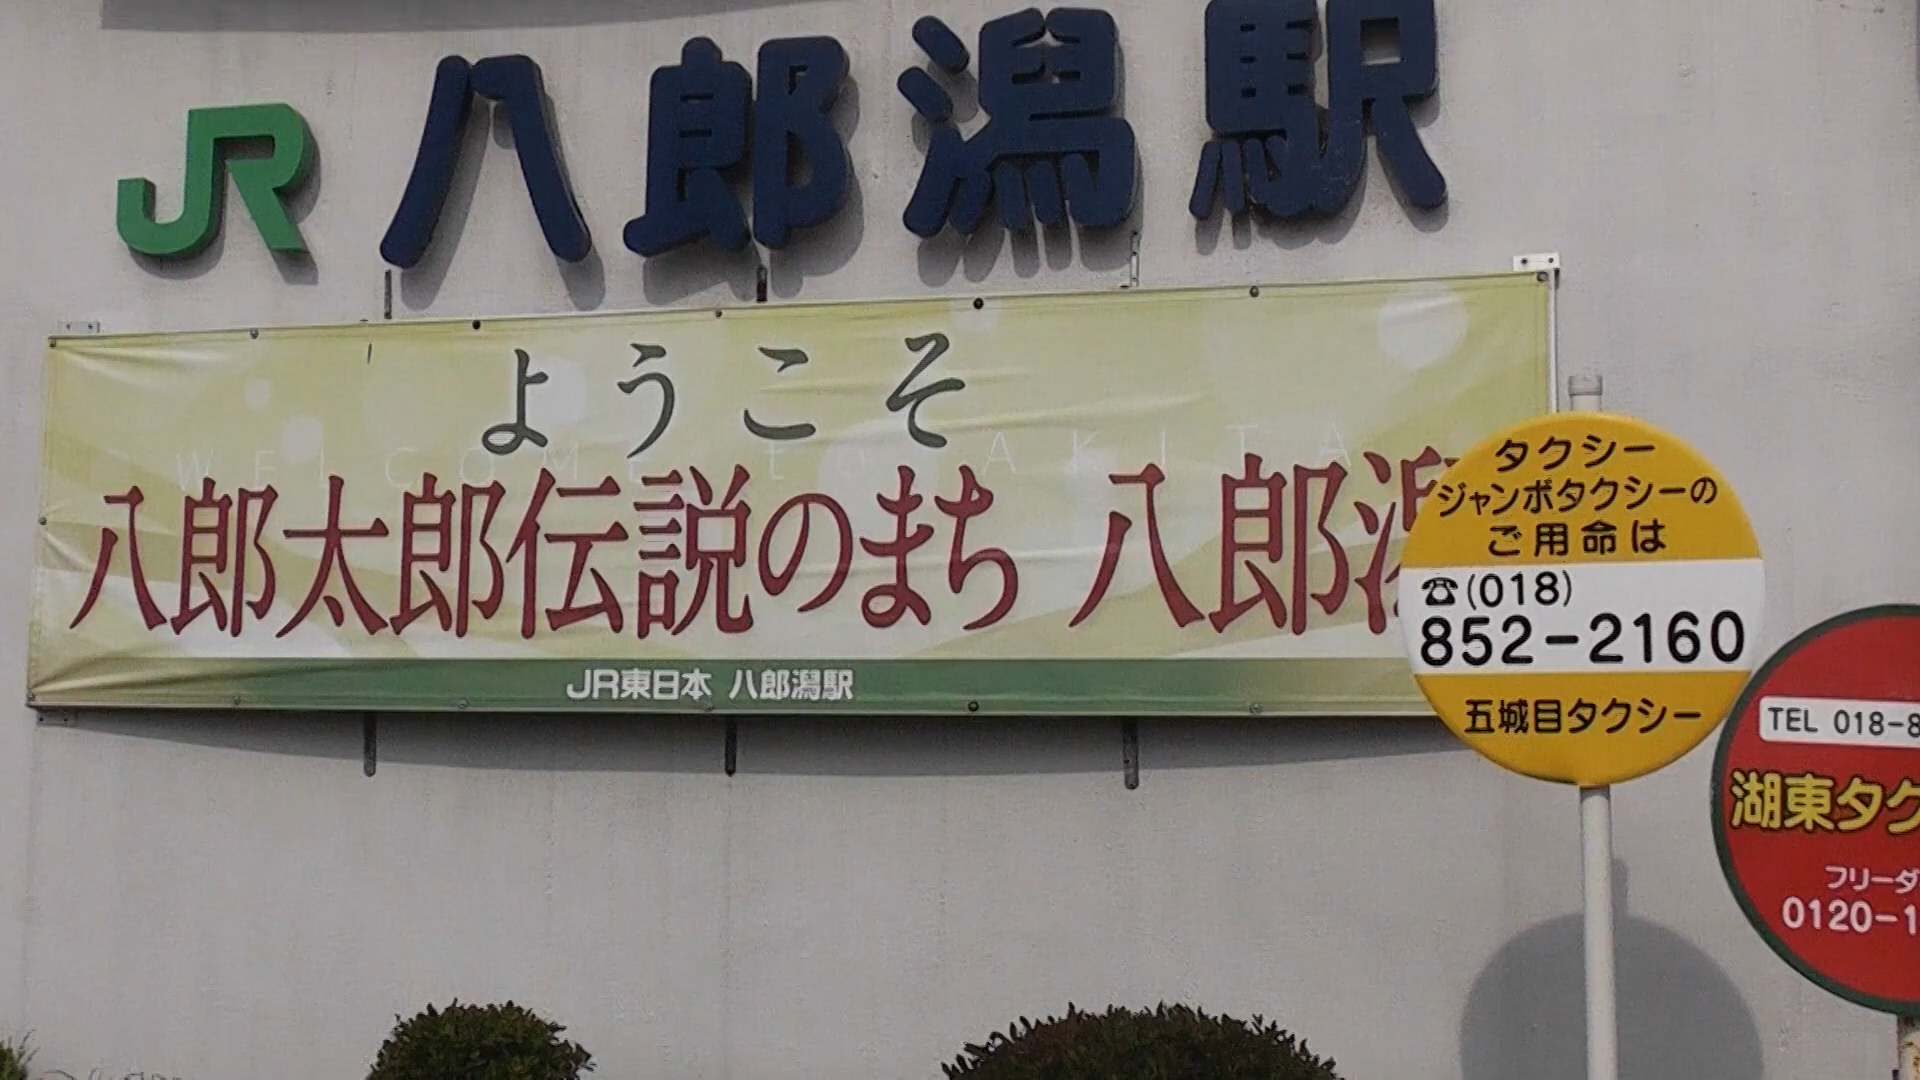 JR 八郎潟駅
ようこそ
WELCOME to AKITA
八郎太郎伝説のまち 八郎潟
JR東日本 八郎潟駅
タクシー
ジャンボタクシーの
ご用命は
☎(018)
852-2160
五城目タクシー
TEL 018-8
湖東タク
フリーダ
0120-1